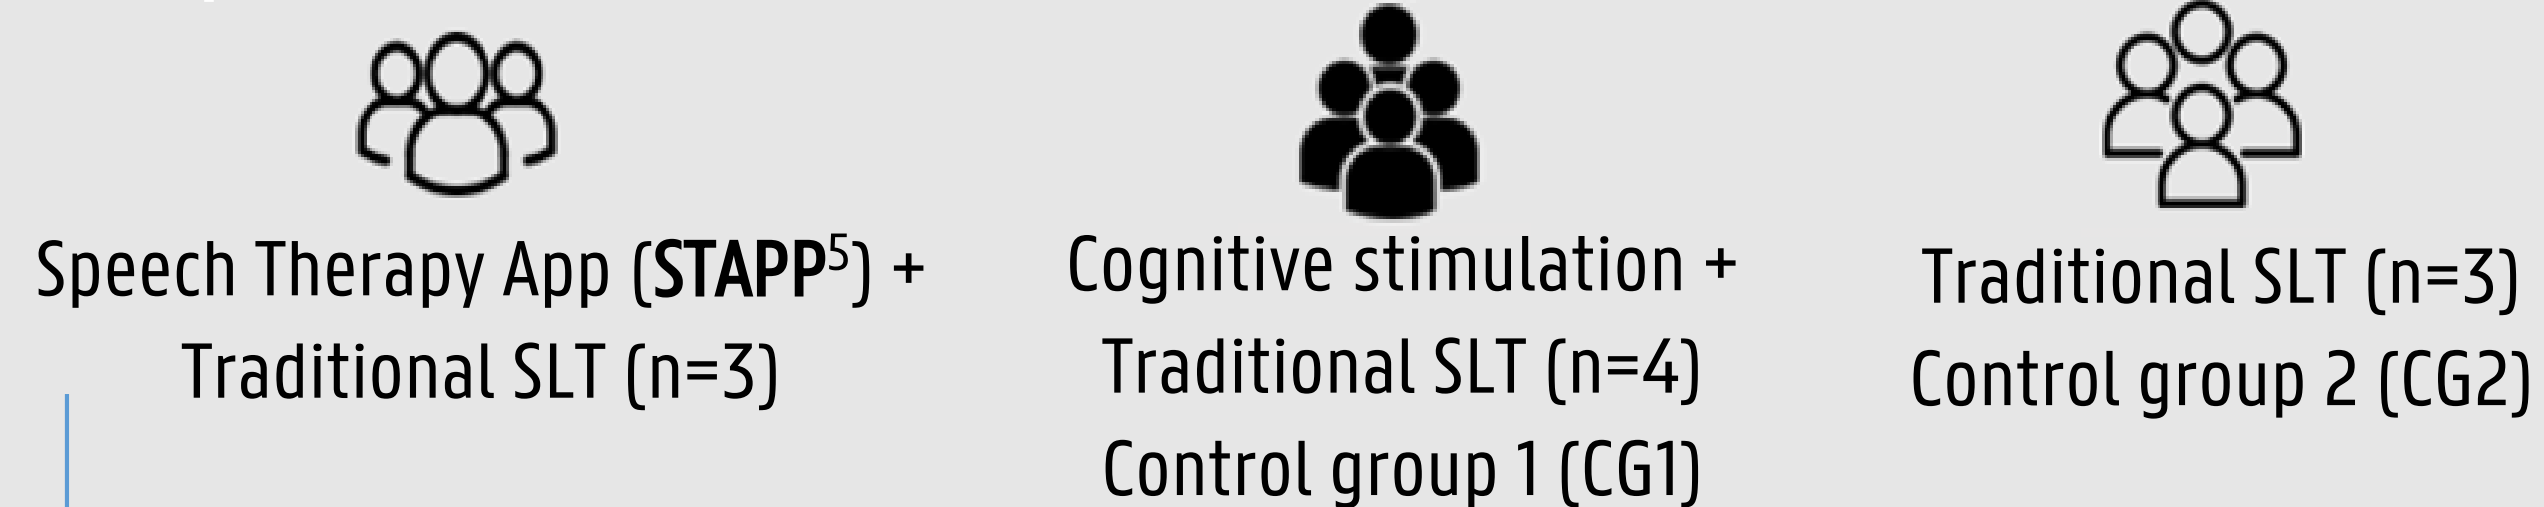 Speech Therapy App (STAPP⁵) +
Traditional SLT (n=3)
Cognitive stimulation +
Traditional SLT (n=4)
Control group 1 (CG1)
Traditional SLT (n=3)
Control group 2 (CG2)